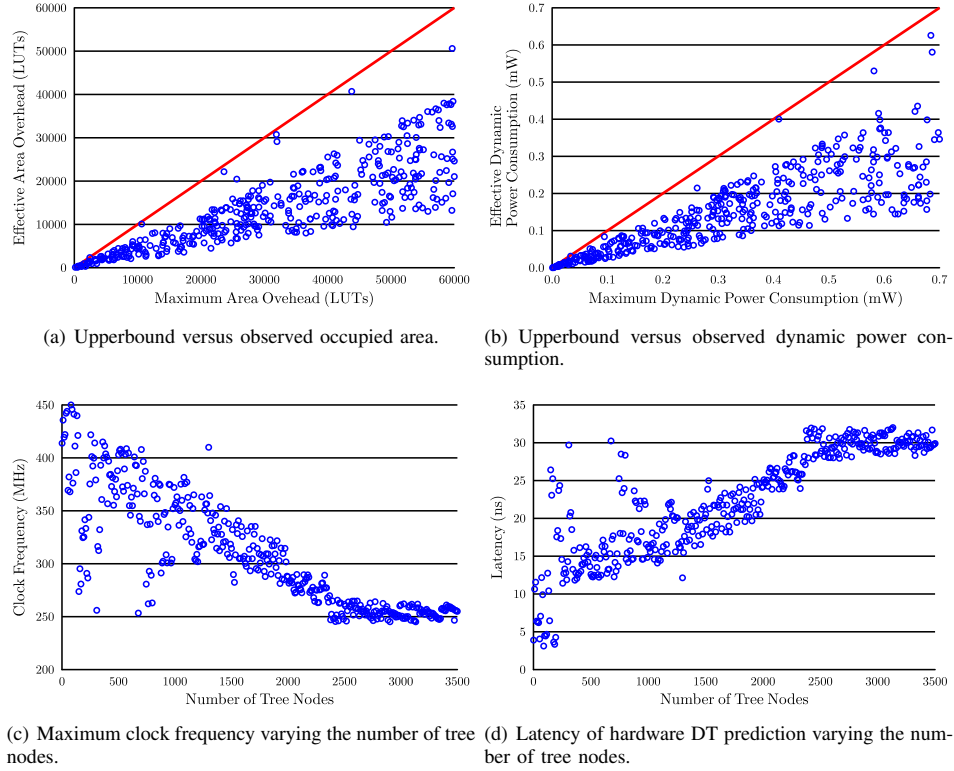 60000
50000
40000
30000
20000
10000
0
0 10000 20000 30000 40000 50000 60000
Effective Area Overhead (LUTs)
Maximum Area Ovehead (LUTs)
(a) Upperbound versus observed occupied area.
0.7
0.6
0.5
0.4
0.3
0.2
0.1
0.0
0.0 0.1 0.2 0.3 0.4 0.5 0.6 0.7
Effective Dynamic
Power Consumption (mW)
Maximum Dynamic Power Consumption (mW)
(b) Upperbound versus observed dynamic power con-
sumption.
450
400
350
300
250
200
0 500 1000 1500 2000 2500 3000 3500
Clock Frequency (MHz)
Number of Tree Nodes
(c) Maximum clock frequency varying the number of tree
nodes.
35
30
25
20
15
10
5
0
0 500 1000 1500 2000 2500 3000 3500
Latency (ns)
Number of Tree Nodes
(d) Latency of hardware DT prediction varying the num-
ber of tree nodes.